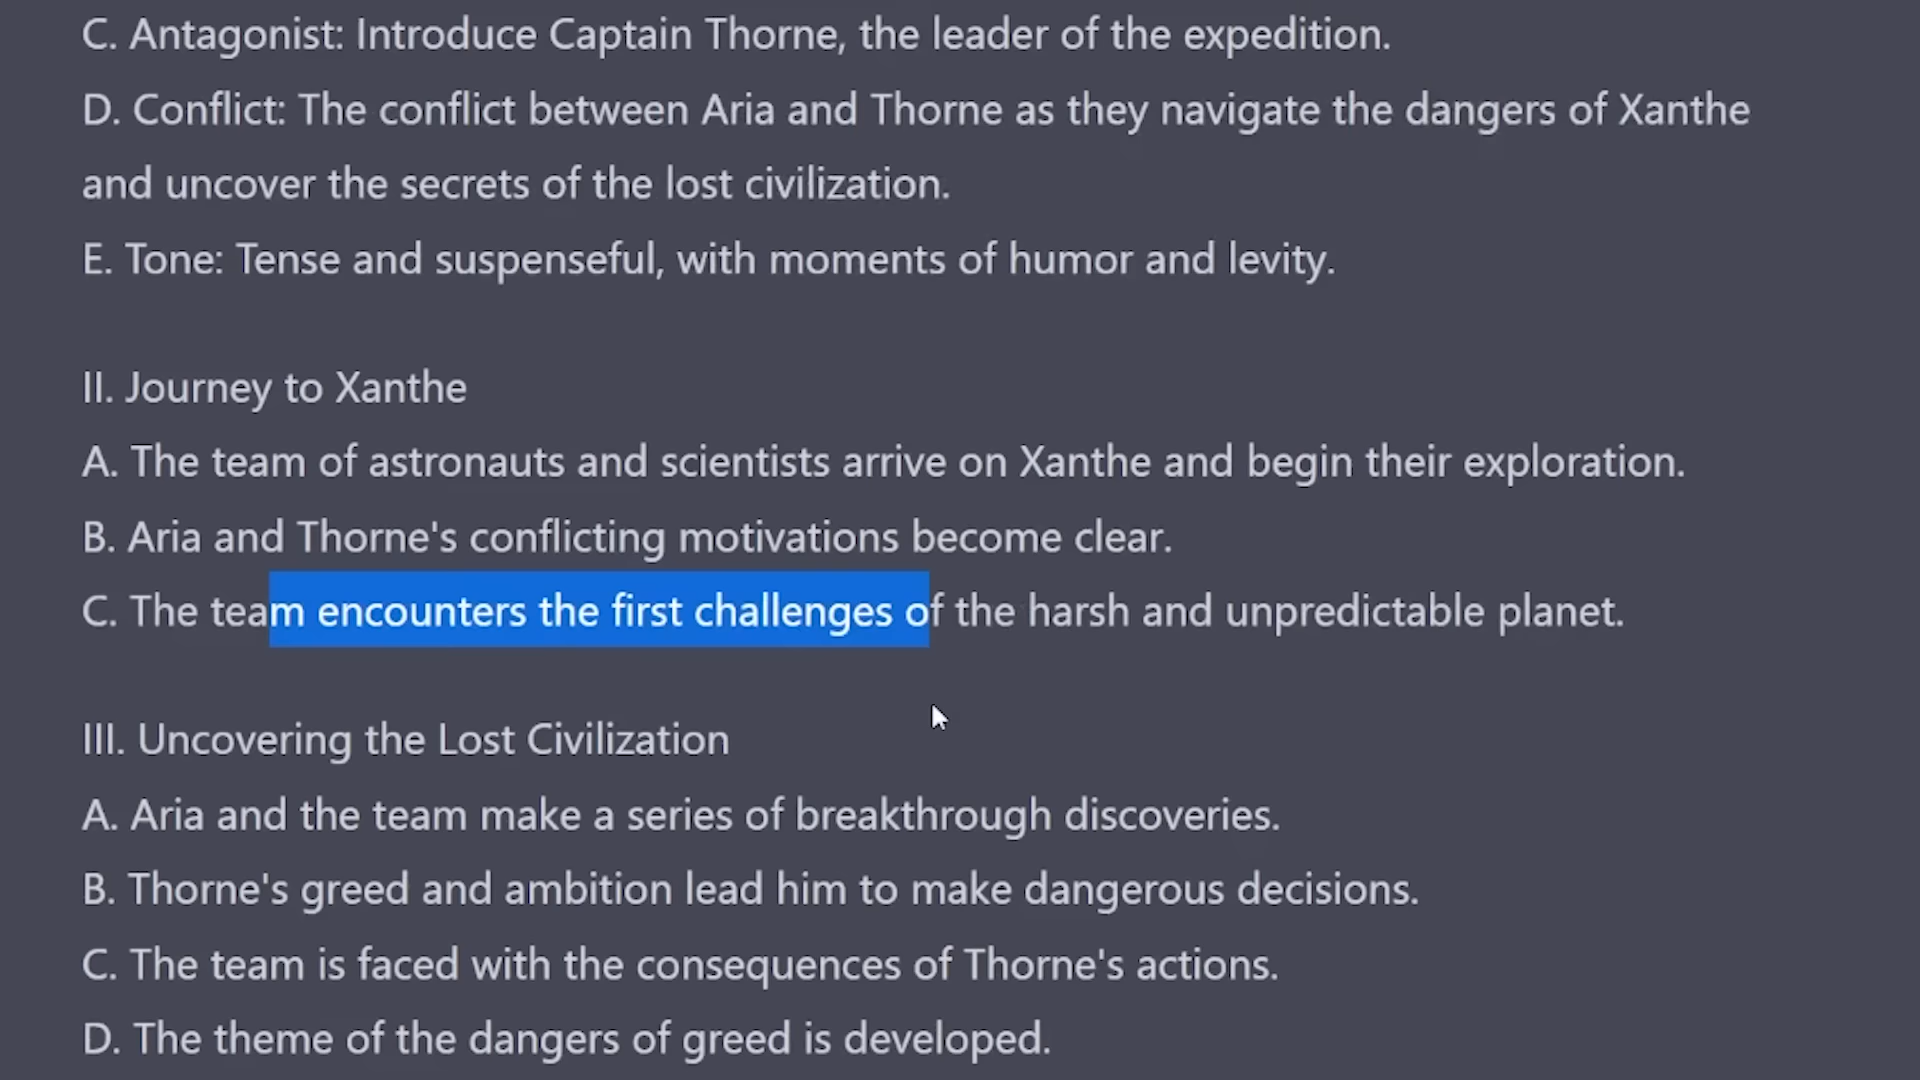 C. Antagonist: Introduce Captain Thorne, the leader of the expedition.
D. Conflict: The conflict between Aria and Thorne as they navigate the dangers of Xanthe
and uncover the secrets of the lost civilization.
E. Tone: Tense and suspenseful, with moments of humor and levity.
II. Journey to Xanthe
A. The team of astronauts and scientists arrive on Xanthe and begin their exploration.
B. Aria and Thorne's conflicting motivations become clear.
C. The team encounters the first challenges of the harsh and unpredictable planet.
III. Uncovering the Lost Civilization
A. Aria and the team make a series of breakthrough discoveries.
B. Thorne's greed and ambition lead him to make dangerous decisions.
C. The team is faced with the consequences of Thorne's actions.
D. The theme of the dangers of greed is developed.